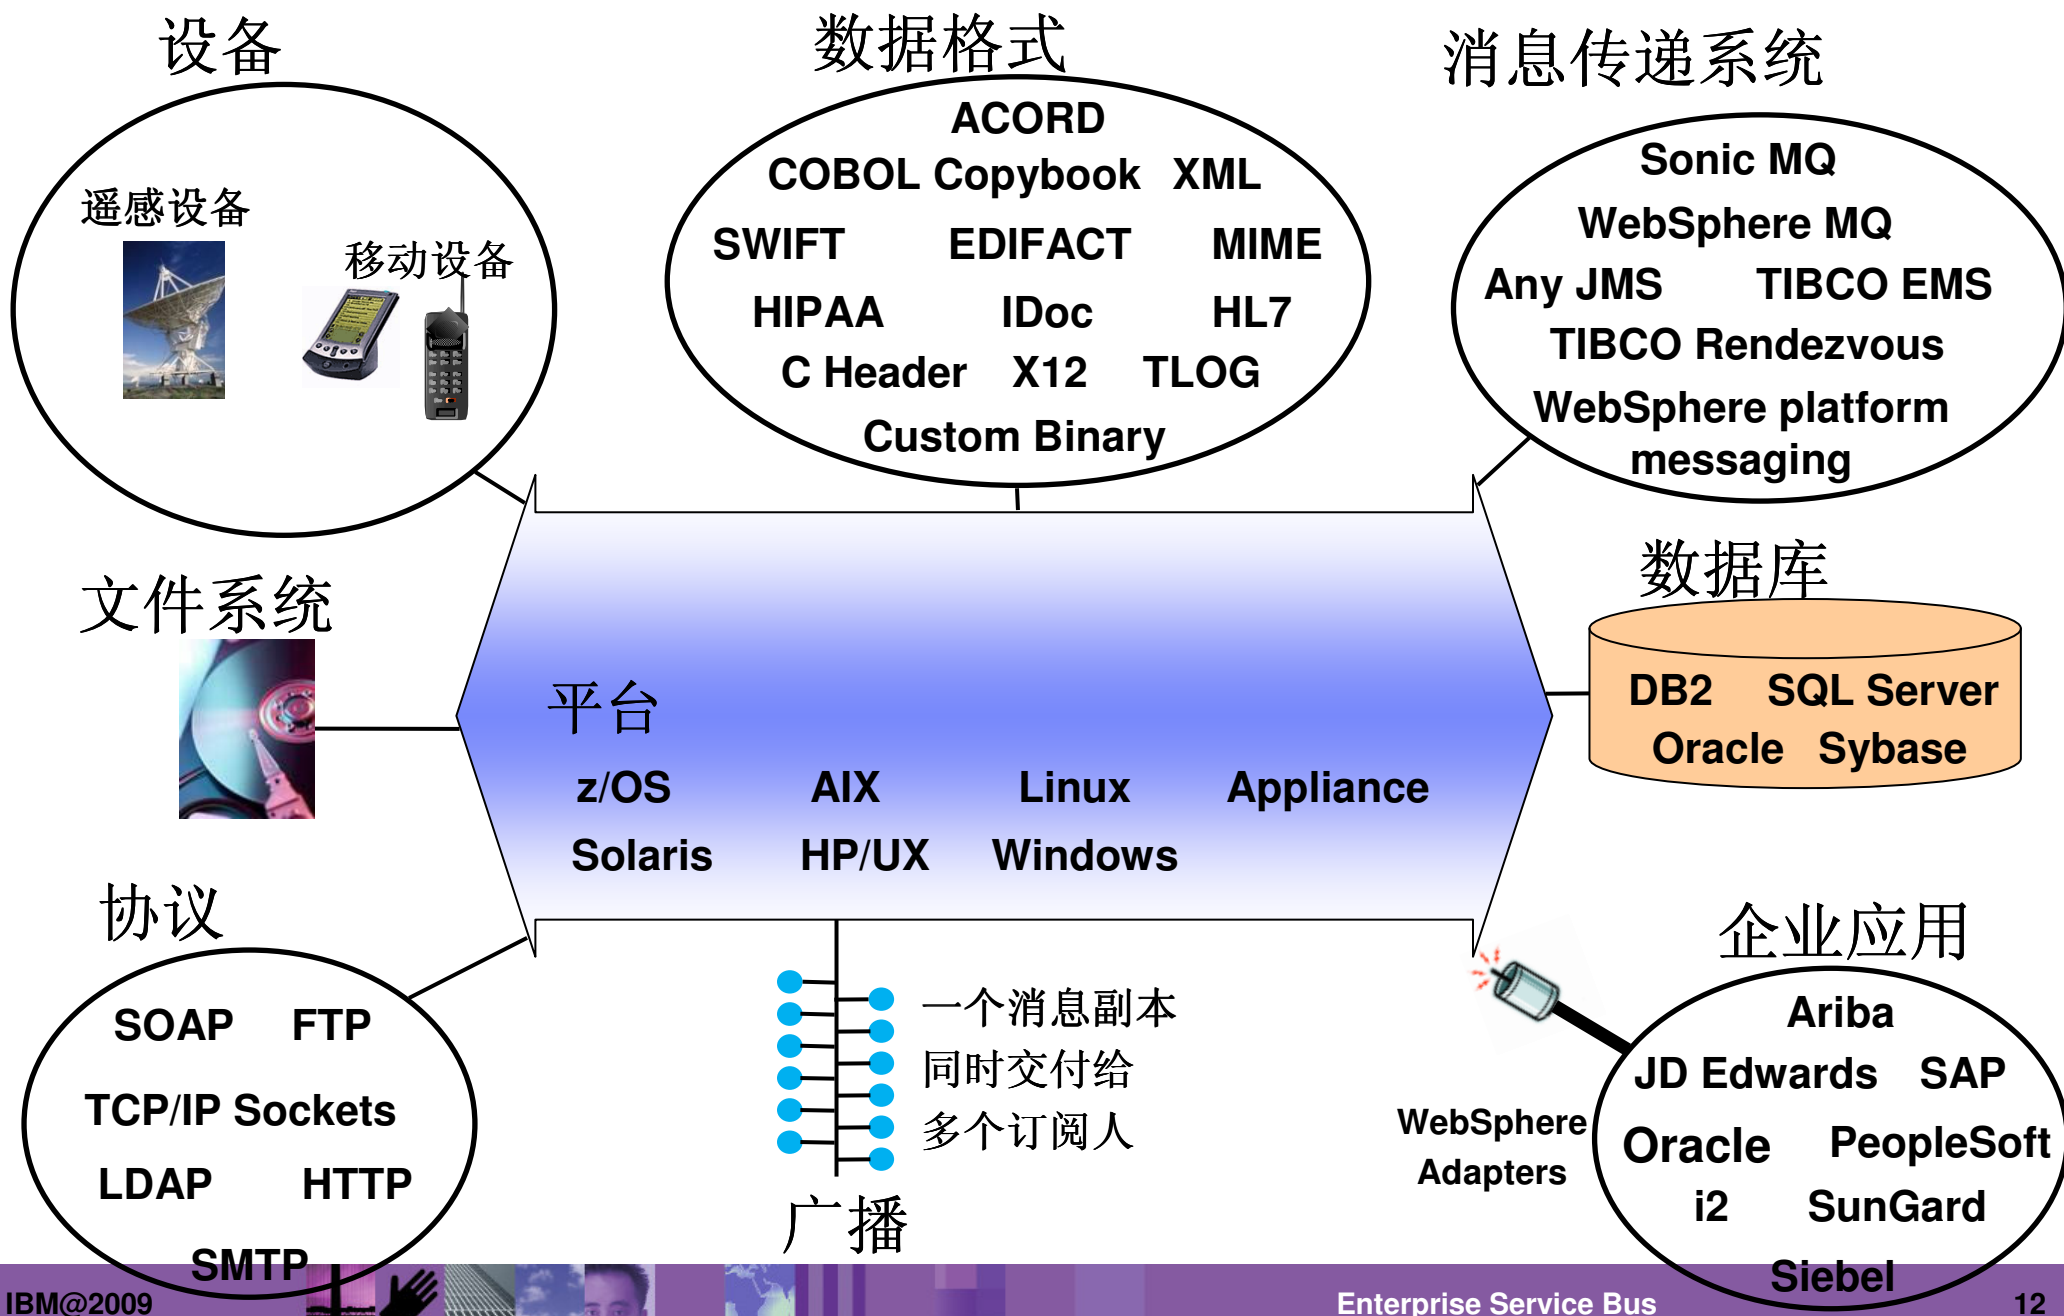 设备
遥感设备
移动设备
数据格式
ACORD
COBOL Copybook XML
SWIFT EDIFACT MIME
HIPAA IDoc HL7
C Header X12 TLOG
Custom Binary
消息传递系统
Sonic MQ
WebSphere MQ
Any JMS TIBCO EMS
TIBCO Rendezvous
WebSphere platform
messaging
文件系统
平台
z/OS AIX Linux Appliance
Solaris HP/UX Windows
数据库
DB2 SQL Server
Oracle Sybase
协议
SOAP FTP
TCP/IP Sockets
LDAP HTTP
SMTP
一个消息副本
同时交付给
多个订阅人
广播
WebSphere
Adapters
企业应用
Ariba
JD Edwards SAP
Oracle PeopleSoft
i2 SunGard
Siebel
IBM@2009
Enterprise Service Bus
12